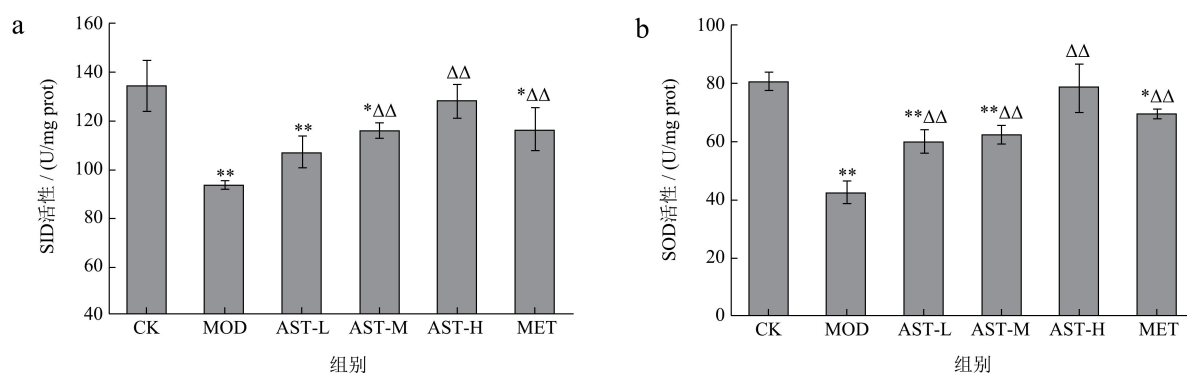 a
160
140
120
100
80
60
40
SID活性 / (U/mg prot)
**
**
*ΔΔ
ΔΔ
*ΔΔ
CK MOD AST-L AST-M AST-H MET
组别
b
100
80
60
40
20
0
SOD活性 / (U/mg prot)
**
**ΔΔ
**ΔΔ
ΔΔ
*ΔΔ
CK MOD AST-L AST-M AST-H MET
组别